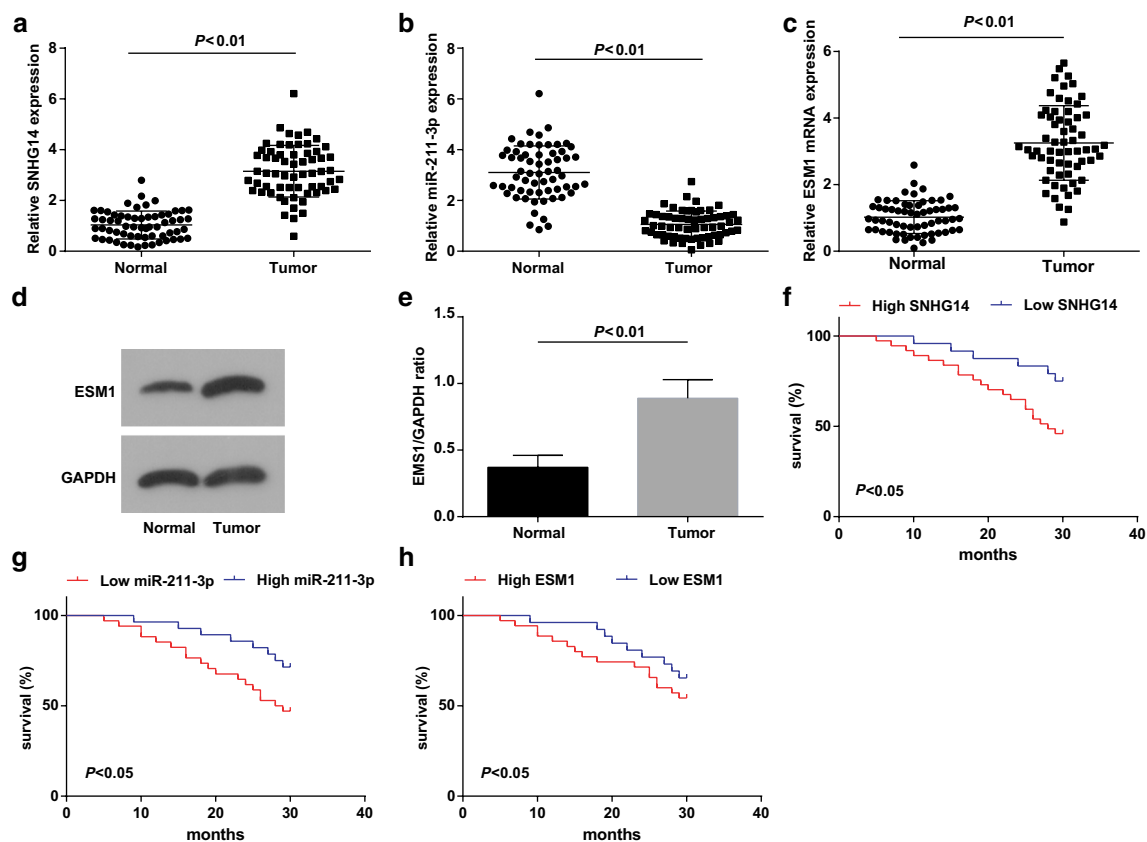 a
P<0.01
Relative SNHG14 expression
8
6
4
2
0
Normal
Tumor
b
P<0.01
Relative miR-211-3p expression
8
6
4
2
0
Normal
Tumor
c
P<0.01
Relative ESM1 mRNA expression
6
4
2
0
Normal
Tumor
d
ESM1
GAPDH
Normal Tumor
e
P<0.01
EMS1/GAPDH ratio
1.5
1.0
0.5
0.0
Normal
Tumor
f
High SNHG14
Low SNHG14
survival (%)
100
50
0
P<0.05
0 10 20 30 40
months
g
Low miR-211-3p
High miR-211-3p
survival (%)
100
50
0
P<0.05
0 10 20 30 40
months
h
High ESM1
Low ESM1
survival (%)
100
50
0
P<0.05
0 10 20 30 40
months